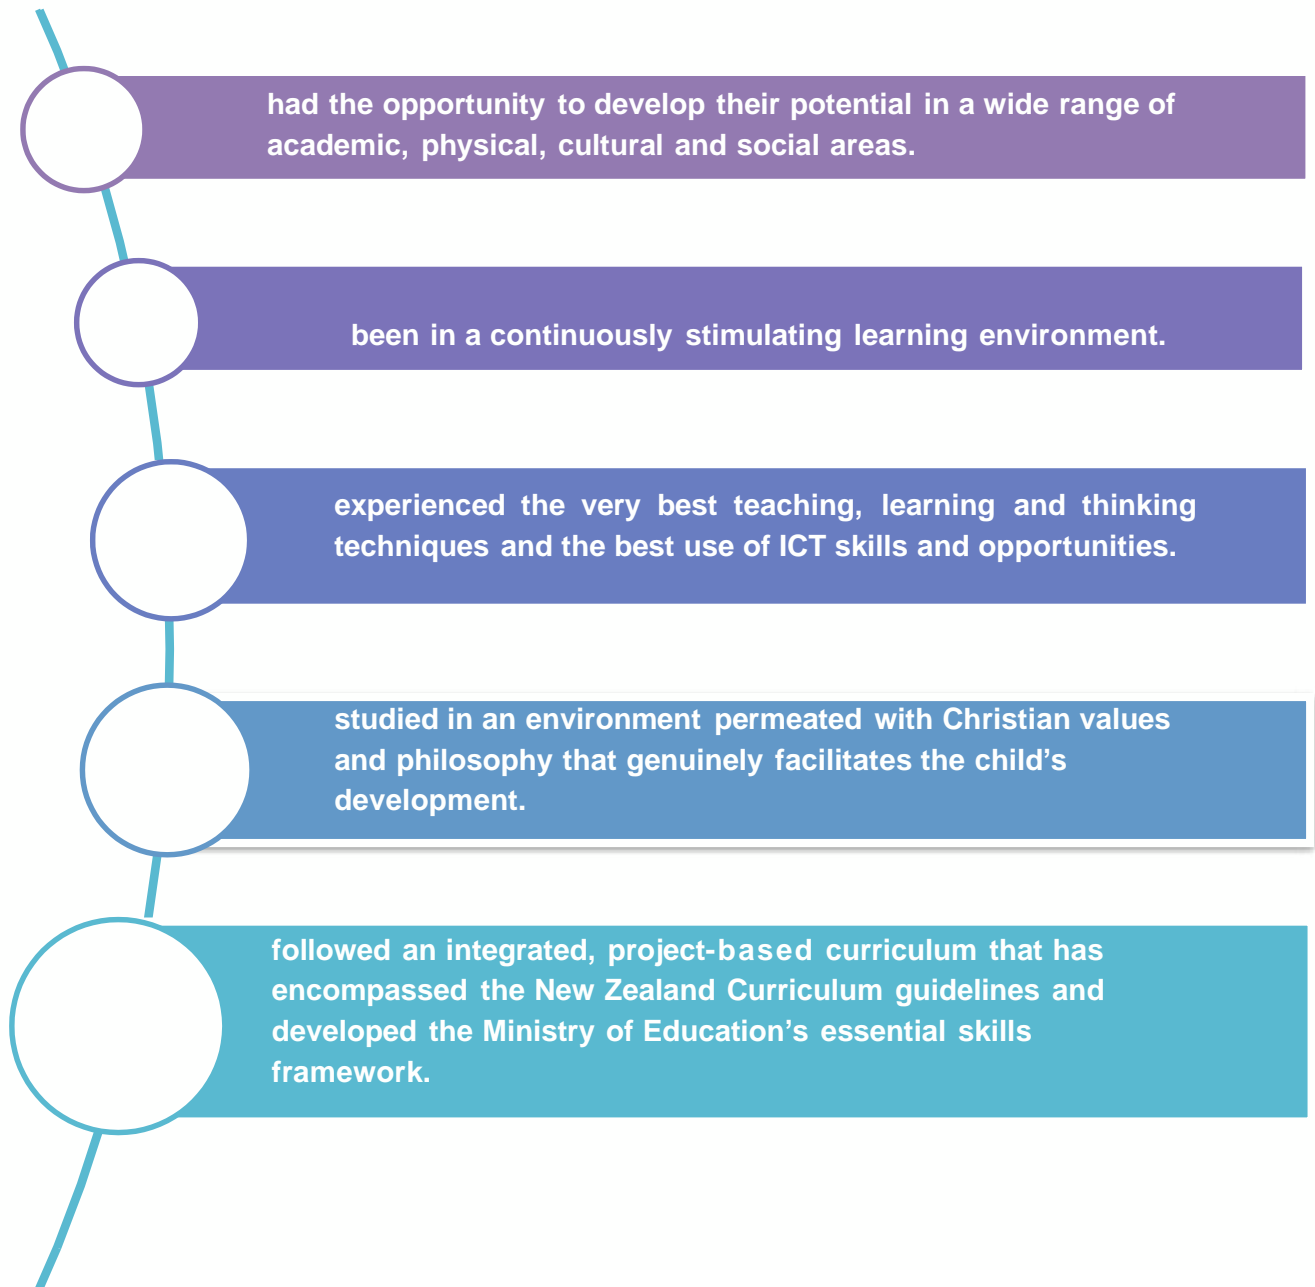 had the opportunity to develop their potential in a wide range of
academic, physical, cultural and social areas.
been in a continuously stimulating learning environment.
experienced the very best teaching, learning and thinking
techniques and the best use of ICT skills and opportunities.
studied in an environment permeated with Christian values
and philosophy that genuinely facilitates the child’s
development.
followed an integrated, project-based curriculum that has
encompassed the New Zealand Curriculum guidelines and
developed the Ministry of Education’s essential skills
framework.